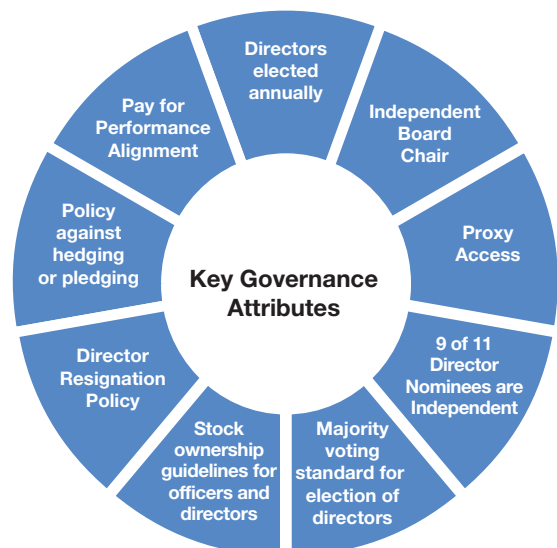 Directors
elected
annually
Independent
Board
Chair
Proxy
Access
9 of 11
Director
Nominees are
Independent
Majority
voting
standard for
election of
directors
Stock
ownership
guidelines for
officers and
directors
Director
Resignation
Policy
Policy
against
hedging
or pledging
Pay for
Performance
Alignment
Key Governance
Attributes